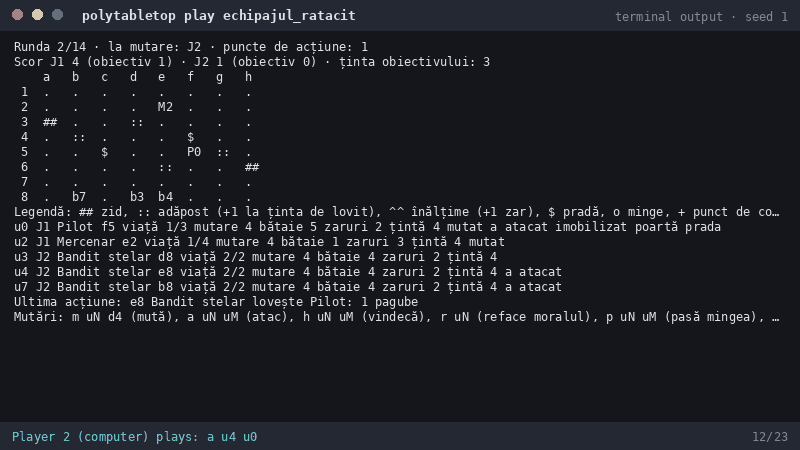 polytabletop play echipajul_ratacit
terminal output · seed 1
Runda 2/14 · la mutare: J2 · puncte de acțiune: 1
Scor J1 4 (obiectiv 1) · J2 1 (obiectiv 0) · ținta obiectivului: 3
a b c d e f g h
1 . . . . . . . .
2 . . . . M2 . . .
3 ## . . :: . . . .
4 . :: . . . $ . .
5 . . $ . . P0 :: .
6 . . . . :: . . ##
7 . . . . . . . .
8 . b7 . b3 b4 . . .
Legendă: ## zid, :: adăpost (+1 la ținta de lovit), ^^ înălțime (+1 zar), $ pradă, o minge, + punct de co…
u0 J1 Pilot f5 viață 1/3 mutare 4 bătaie 5 zaruri 2 țintă 4 mutat a atacat imobilizat poartă prada
u2 J1 Mercenar e2 viață 1/4 mutare 4 bătaie 1 zaruri 3 țintă 4 mutat
u3 J2 Bandit stelar d8 viață 2/2 mutare 4 bătaie 4 zaruri 2 țintă 4
u4 J2 Bandit stelar e8 viață 2/2 mutare 4 bătaie 4 zaruri 2 țintă 4 a atacat
u7 J2 Bandit stelar b8 viață 2/2 mutare 4 bătaie 4 zaruri 2 țintă 4 a atacat
Ultima acțiune: e8 Bandit stelar lovește Pilot: 1 pagube
Mutări: m uN d4 (mută), a uN uM (atac), h uN uM (vindecă), r uN (reface moralul), p uN uM (pasă mingea), …
Player 2 (computer) plays: a u4 u0
12/23